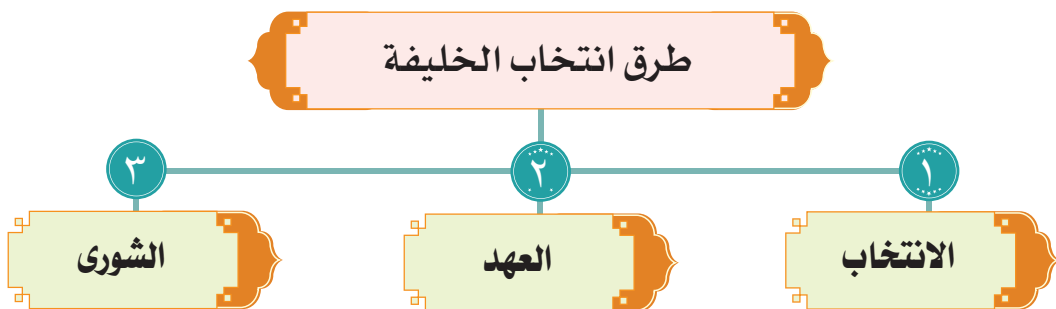 طرق انتخاب الخليفة
١
٢
٣
الانتخاب
العهد
الشورى